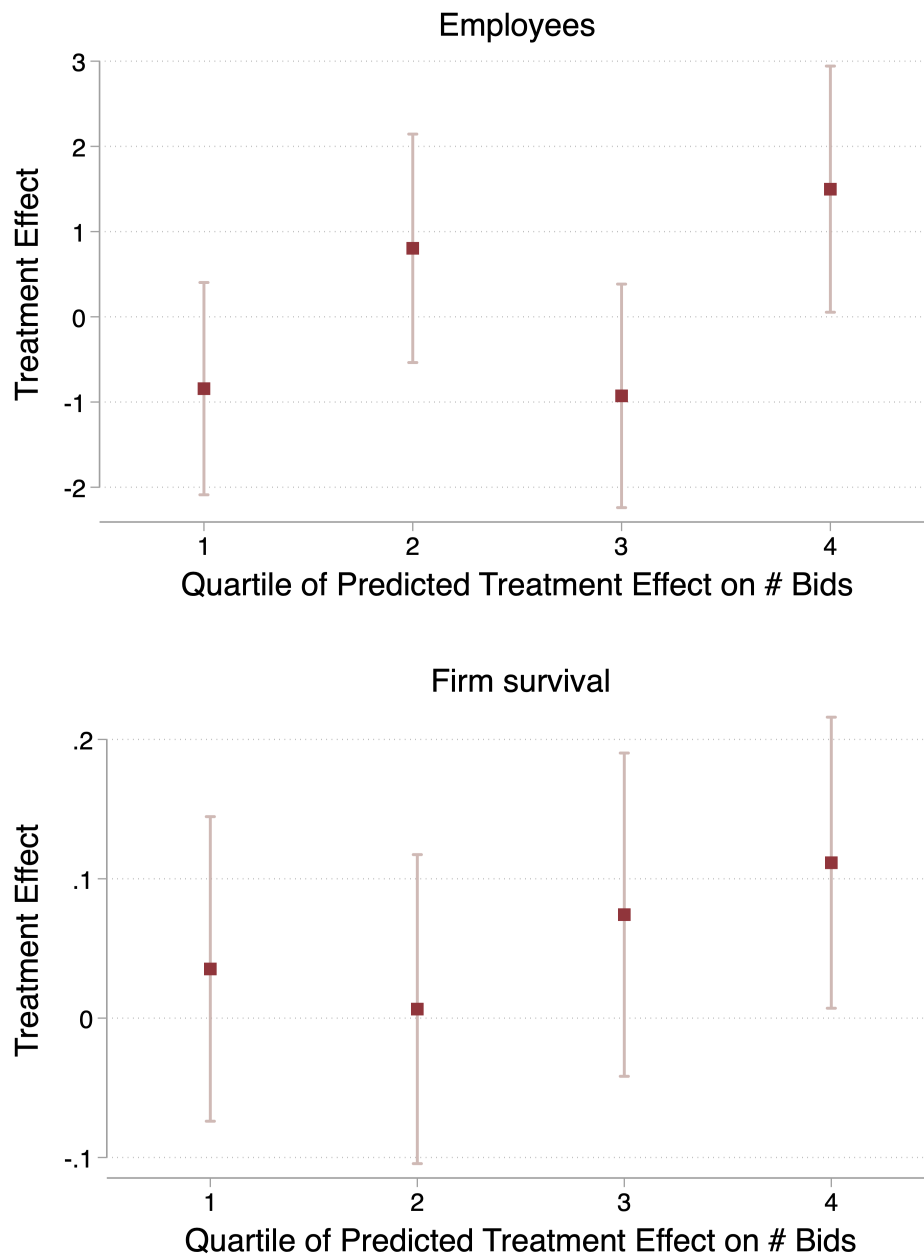 Employees
Treatment Effect
3
2
1
0
-1
-2
1 2 3 4
Quartile of Predicted Treatment Effect on # Bids
Firm survival
Treatment Effect
.2
.1
0
-.1
1 2 3 4
Quartile of Predicted Treatment Effect on # Bids